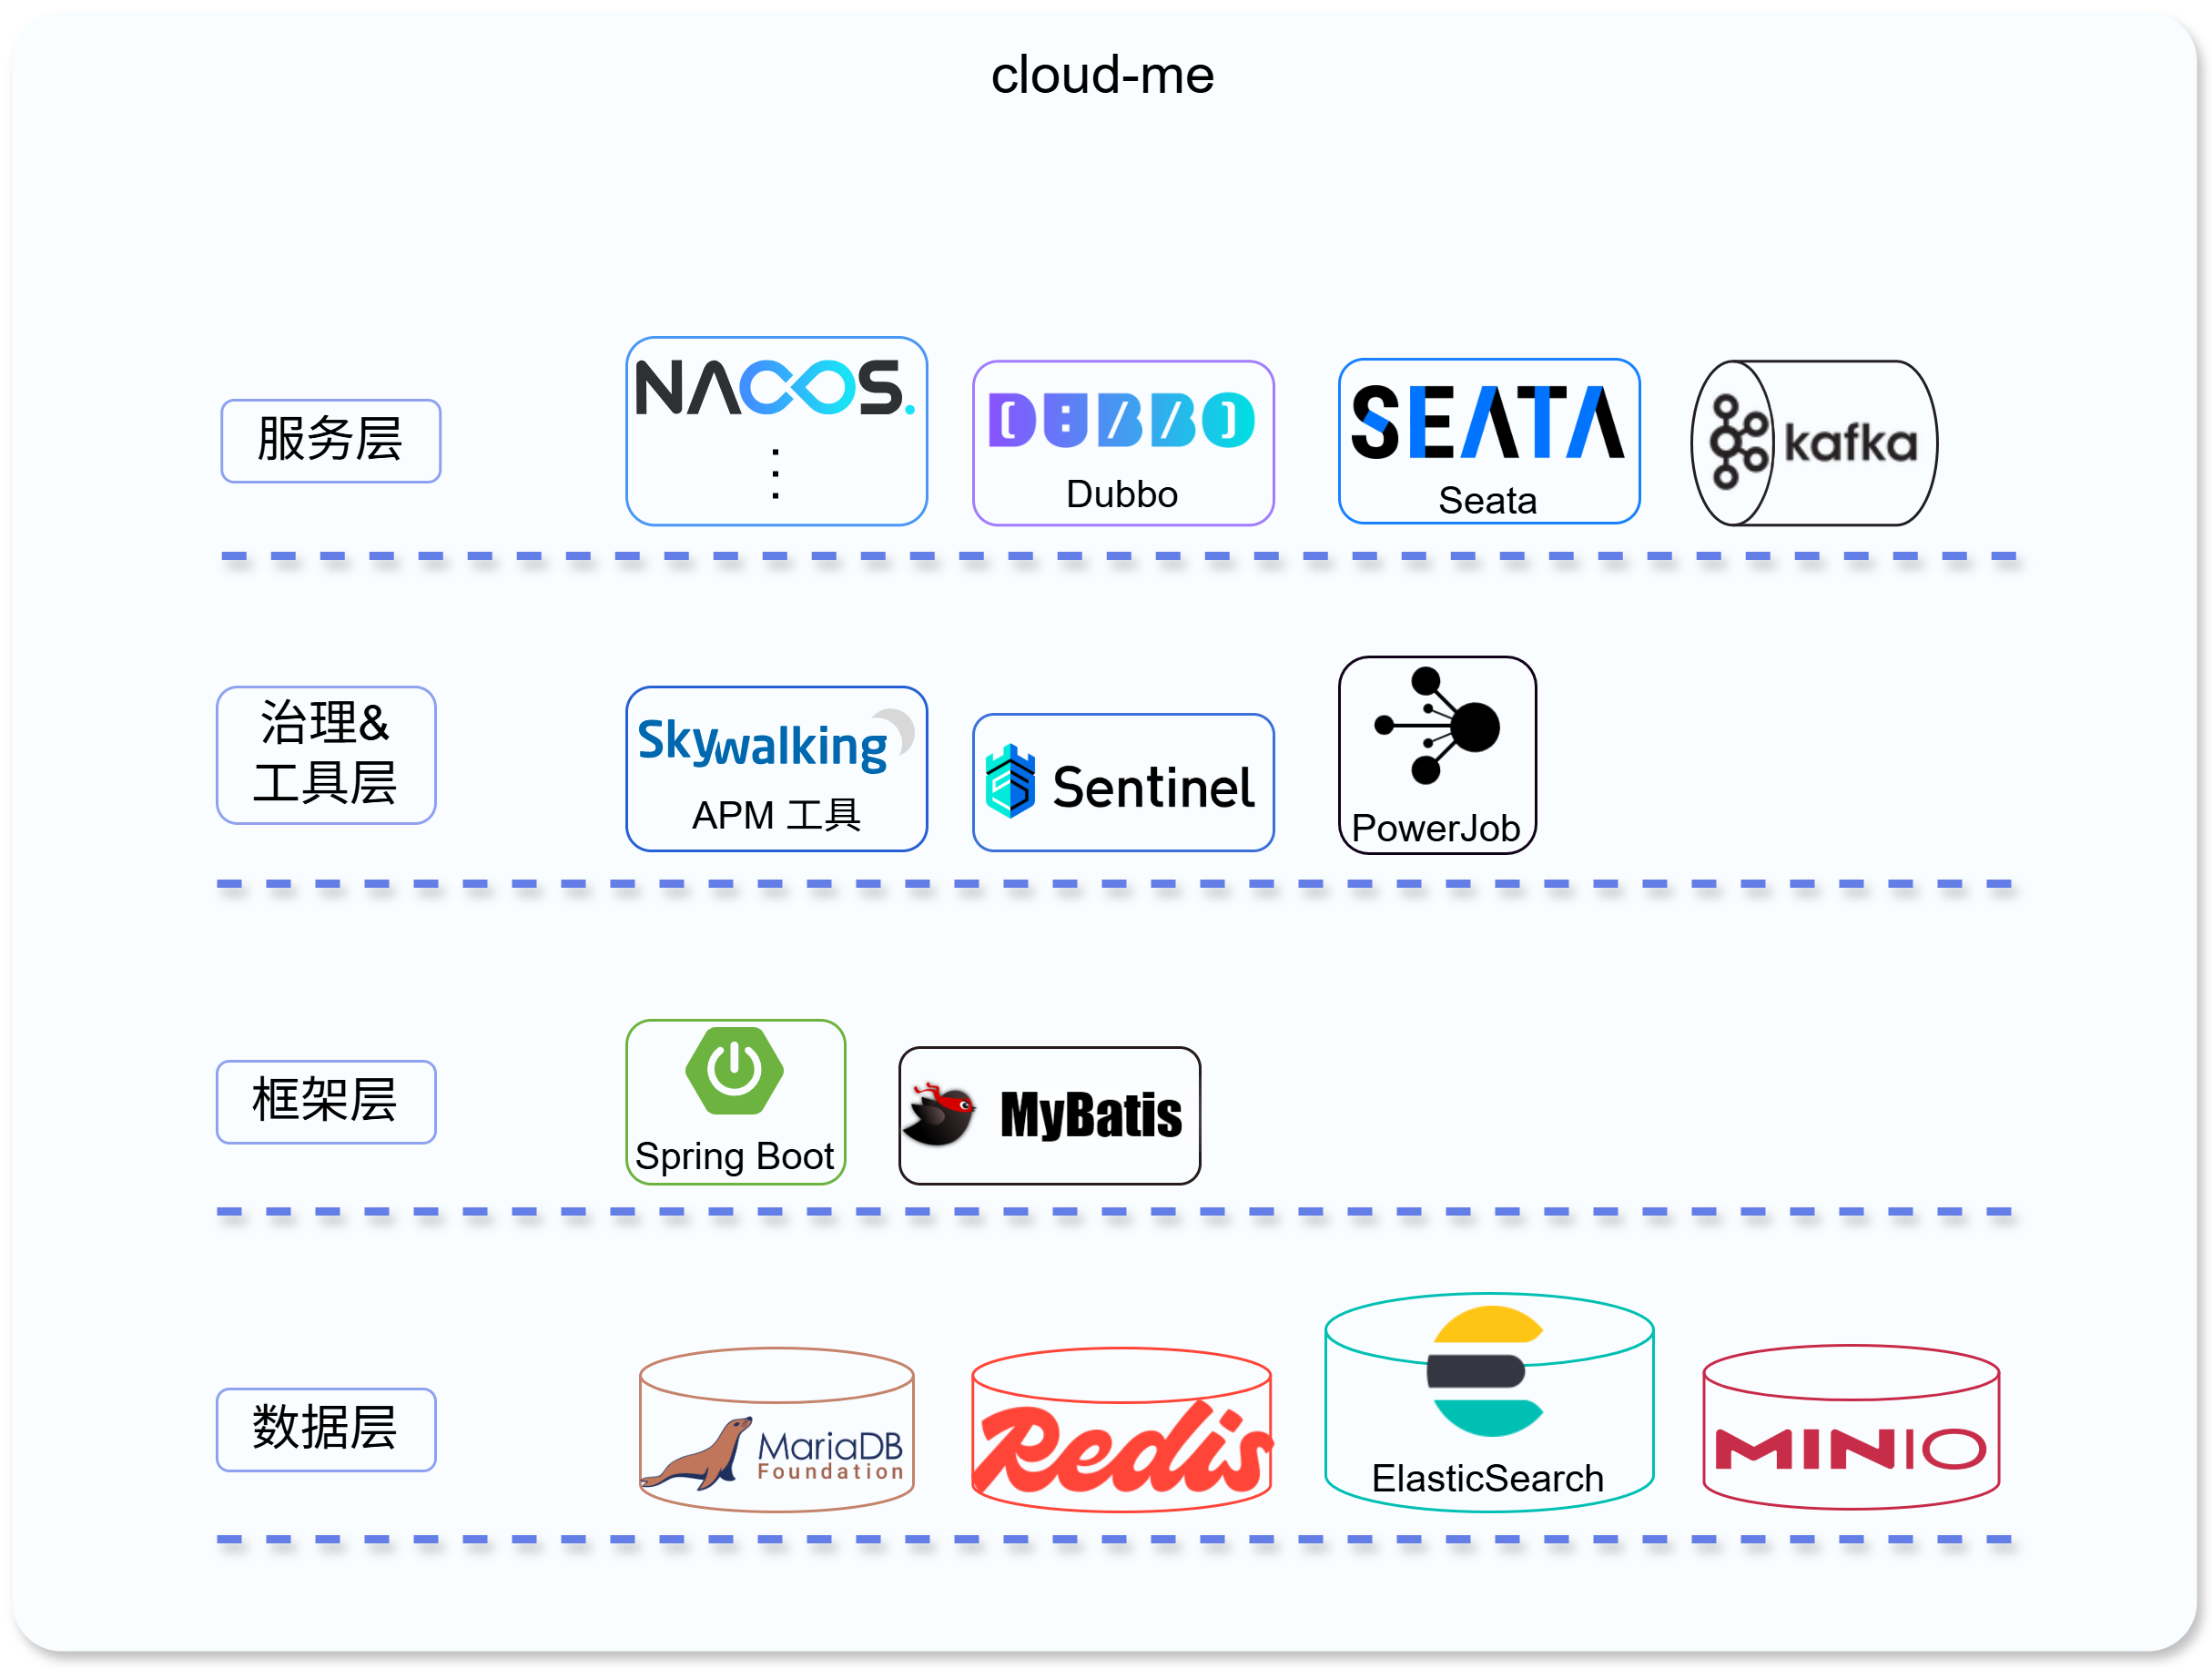 cloud-me
服务层
NACOS.
DUBBO
Dubbo
SEATA
Seata
kafka
治理&
工具层
Skywalking
APM 工具
Sentinel
PowerJob
框架层
Spring Boot
MyBatis
数据层
MariaDB
Foundation
Redis
ElasticSearch
MINIO